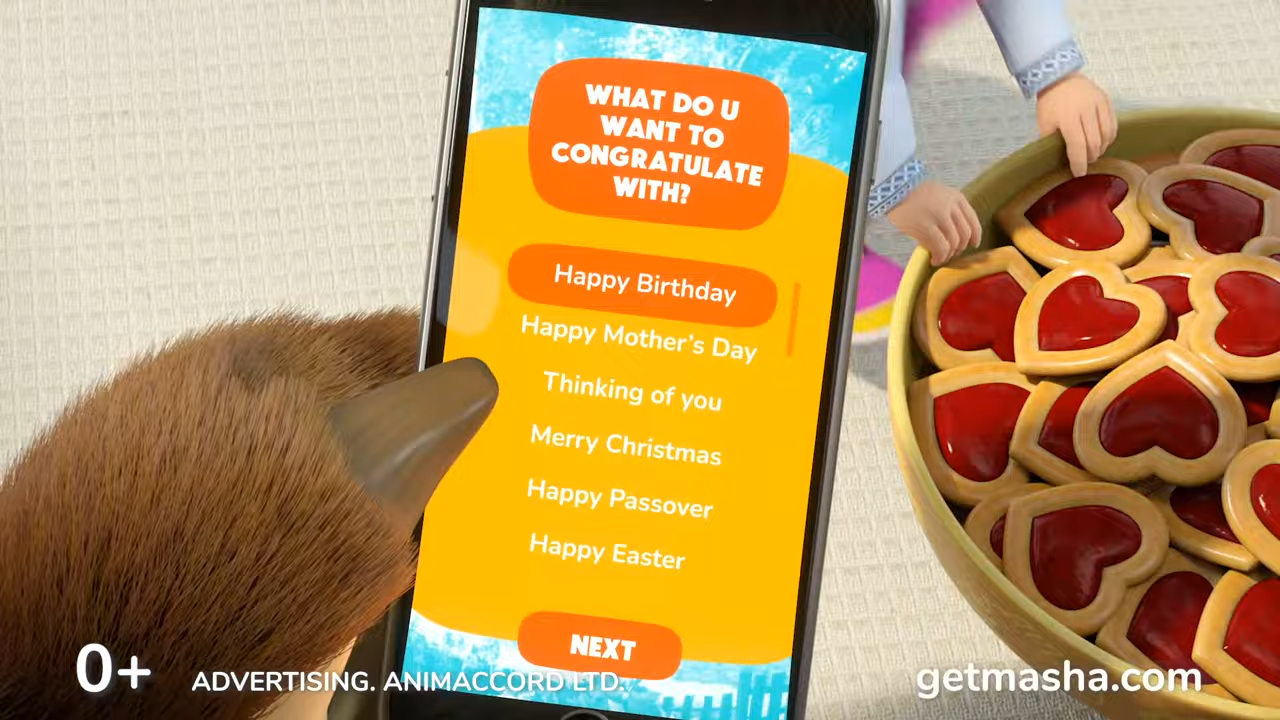 WHAT DO U
WANT TO
CONGRATULATE
WITH?
Happy Birthday
Happy Mother's Day
Thinking of you
Merry Christmas
Happy Passover
Happy Easter
NEXT
0+ ADVERTISING. ANIMACCORD LTD. getmasha.com